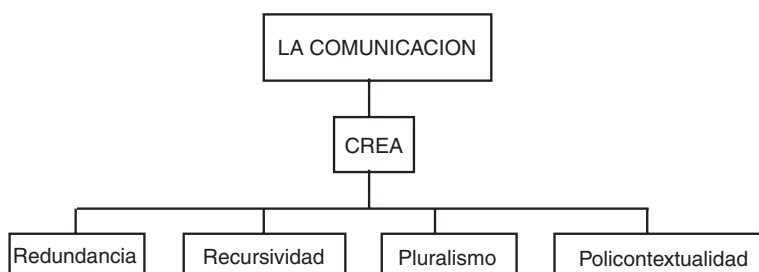 LA COMUNICACION
CREA
Redundancia
Recursividad
Pluralismo
Policontextualidad